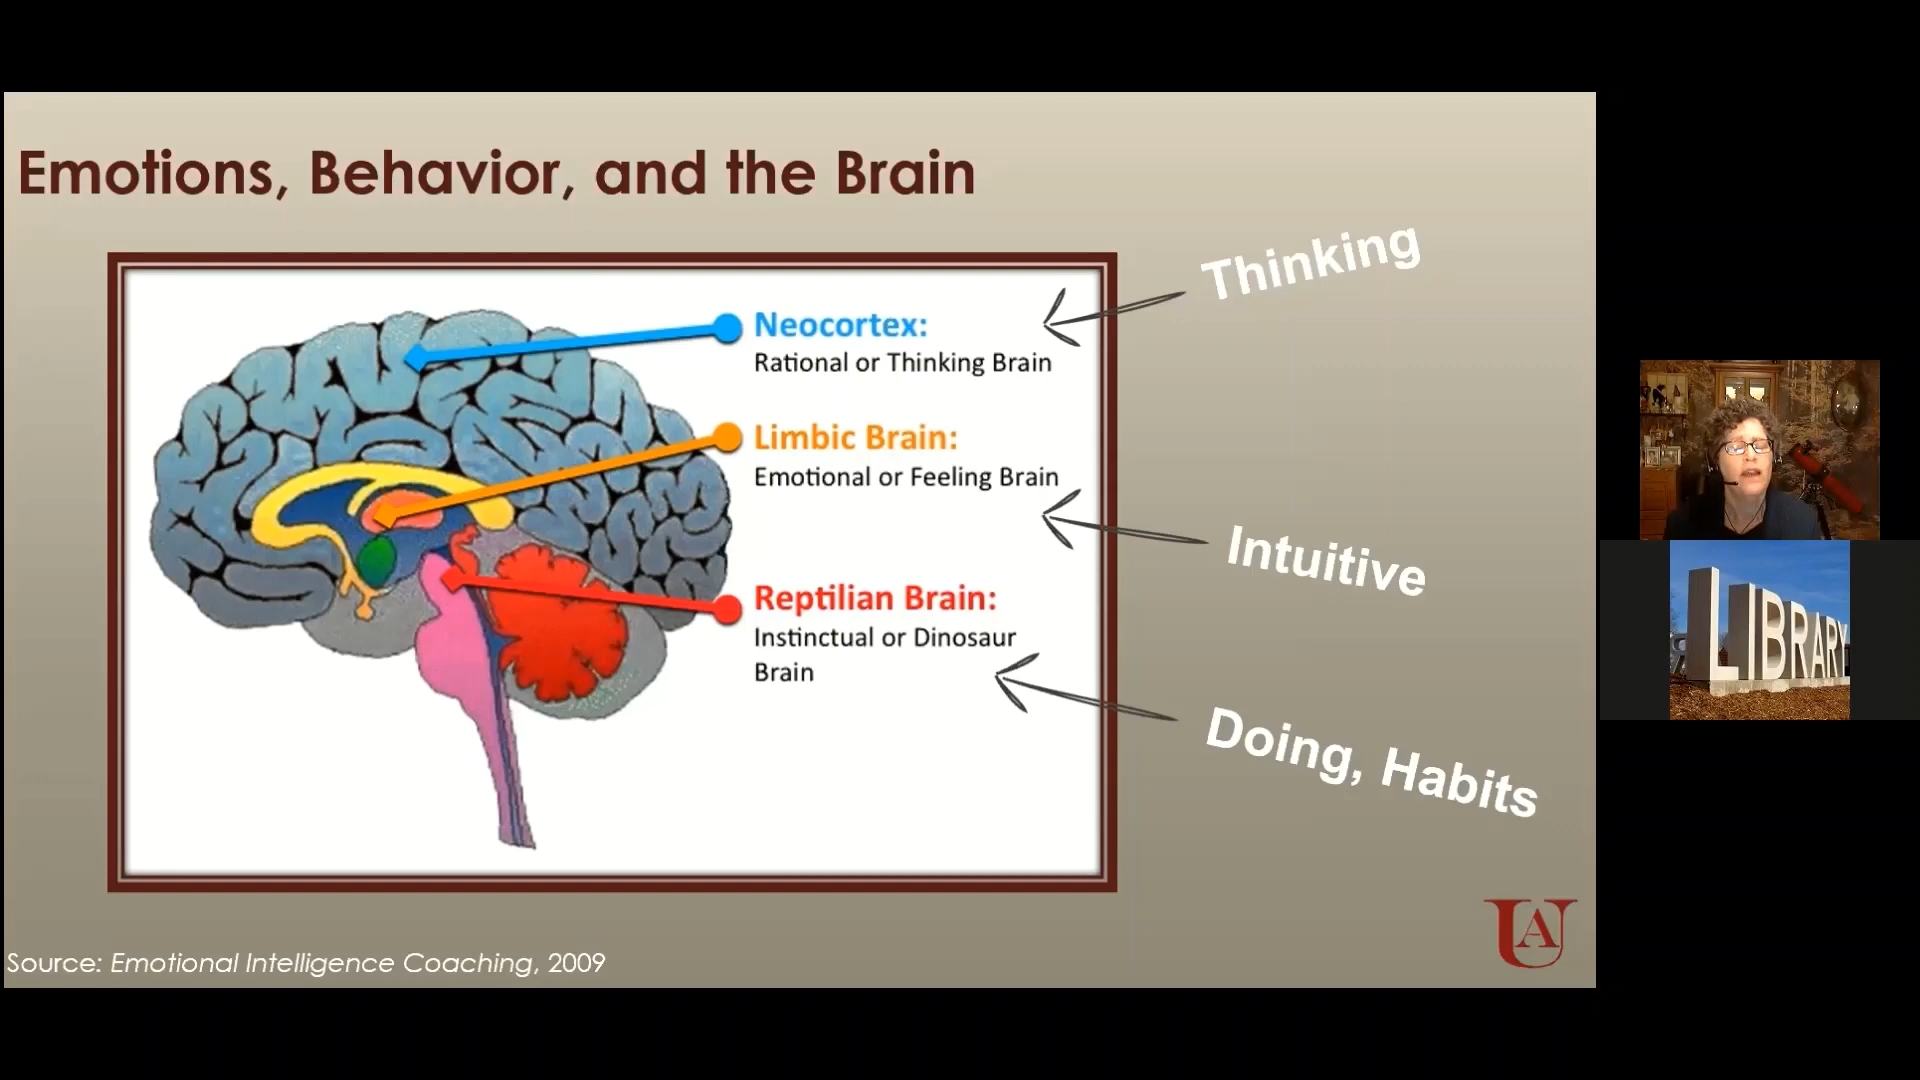 Emotions, Behavior, and the Brain
Thinking
Neocortex:
Rational or Thinking Brain
Limbic Brain:
Emotional or Feeling Brain
Intuitive
Reptilian Brain:
Instinctual or Dinosaur
Brain
Doing, Habits
Source: Emotional Intelligence Coaching, 2009
UA
LIBRARY